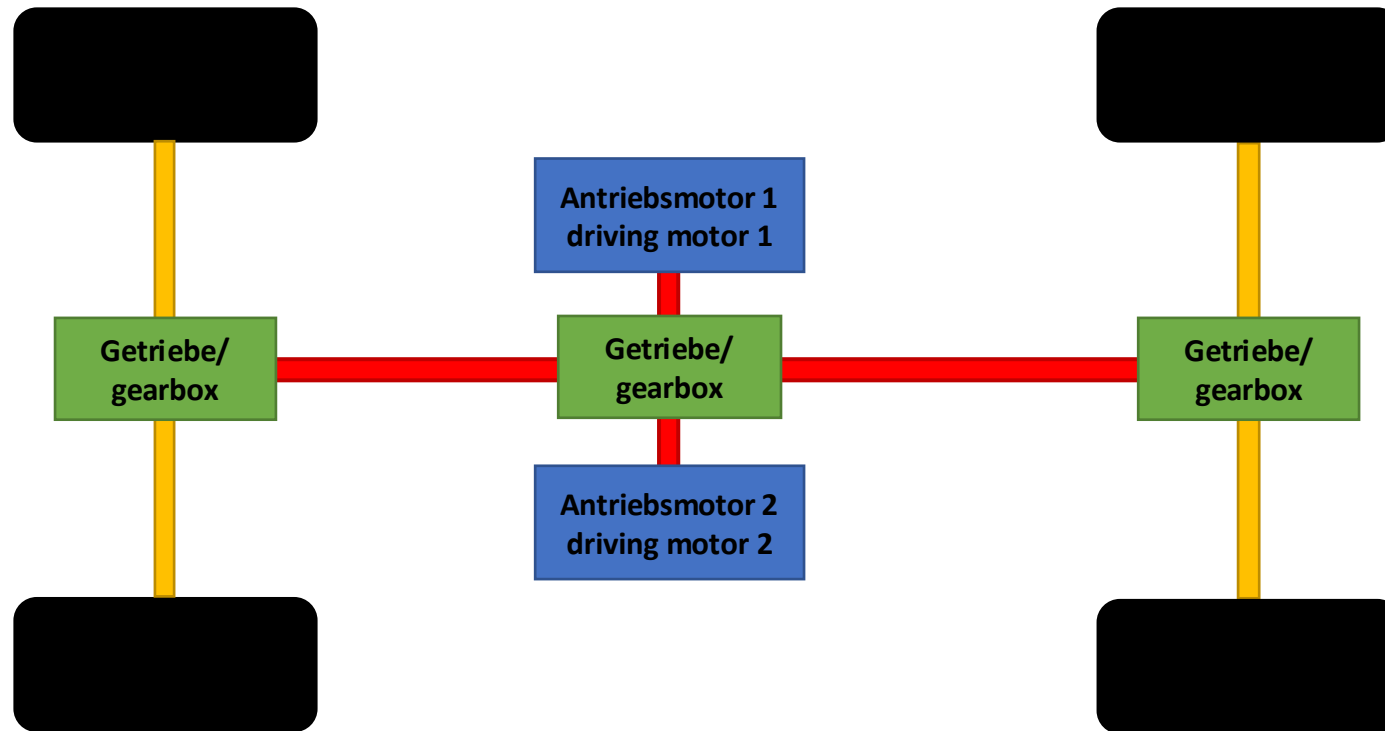 Antriebsmotor 1
driving motor 1
Getriebe/
gearbox
Getriebe/
gearbox
Getriebe/
gearbox
Antriebsmotor 2
driving motor 2